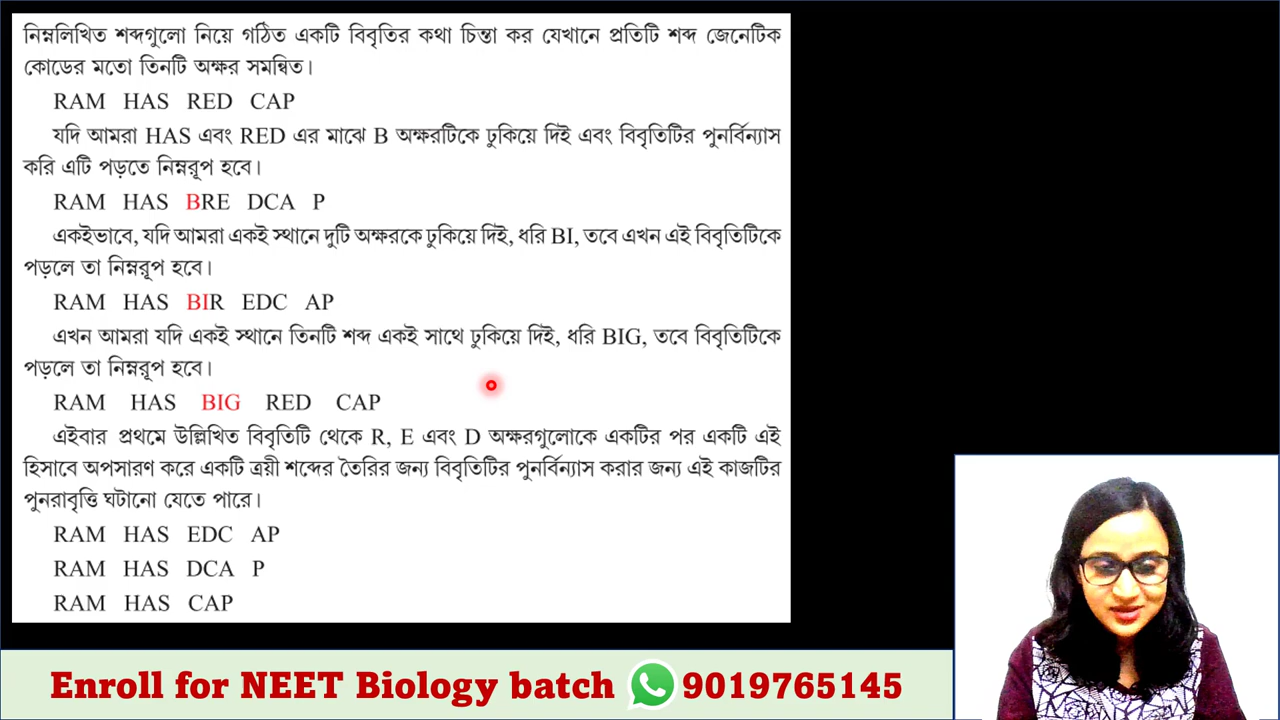 নিম্নলিখিত শব্দগুলো নিয়ে গঠিত একটি বিবৃতির কথা চিন্তা কর যেখানে প্রতিটি শব্দ জেনেটিক
কোডের মতো তিনটি অক্ষর সমন্বিত।
RAM HAS RED CAP
যদি আমরা HAS এবং RED এর মাঝে B অক্ষরটিকে ঢুকিয়ে দিই এবং বিবৃতিটির পুনর্বিন্যাস
করি এটি পড়তে নিম্নরূপ হবে।
RAM HAS BRE DCA P
একইভাবে, যদি আমরা একই স্থানে দুটি অক্ষরকে ঢুকিয়ে দিই, ধরি BI, তবে এখন এই বিবৃতিটিকে
পড়লে তা নিম্নরূপ হবে।
RAM HAS BIR EDC AP
এখন আমরা যদি একই স্থানে তিনটি শব্দ একই সাথে ঢুকিয়ে দিই, ধরি BIG, তবে বিবৃতিটিকে
পড়লে তা নিম্নরূপ হবে।
RAM HAS BIG RED CAP
এইবার প্রথমে উল্লিখিত বিবৃতিটি থেকে R, E এবং D অক্ষরগুলোকে একটির পর একটি এই
হিসাবে অপসারণ করে একটি ত্রয়ী শব্দের তৈরির জন্য বিবৃতিটির পুনর্বিন্যাস করার জন্য এই কাজটির
পুনরাবৃত্তি ঘটানো যেতে পারে।
RAM HAS EDC AP
RAM HAS DCA P
RAM HAS CAP
Enroll for NEET Biology batch 9019765145